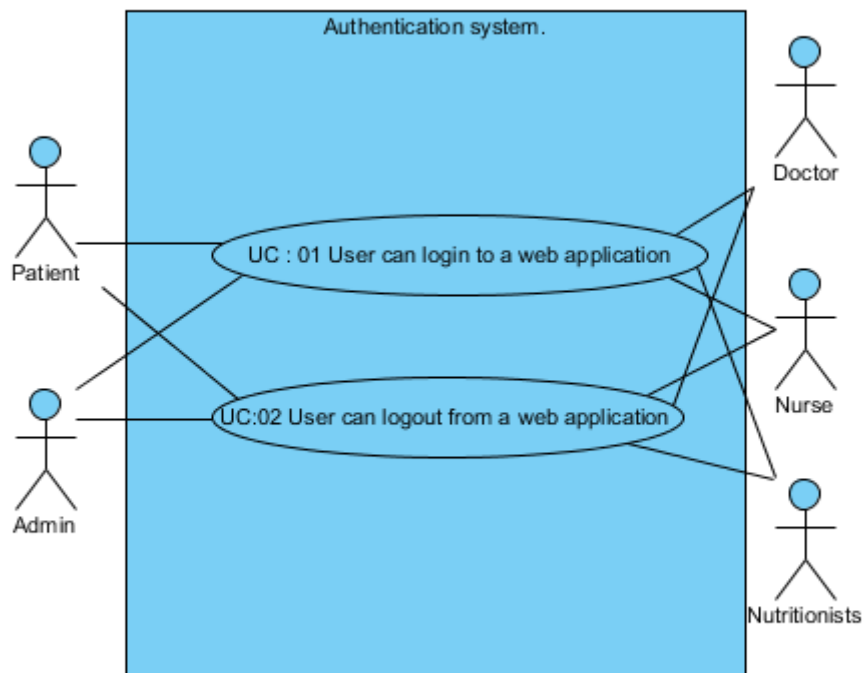 Authentication system.
Doctor
Patient
UC : 01 User can login to a web application
Nurse
UC:02 User can logout from a web application
Admin
Nutritionists